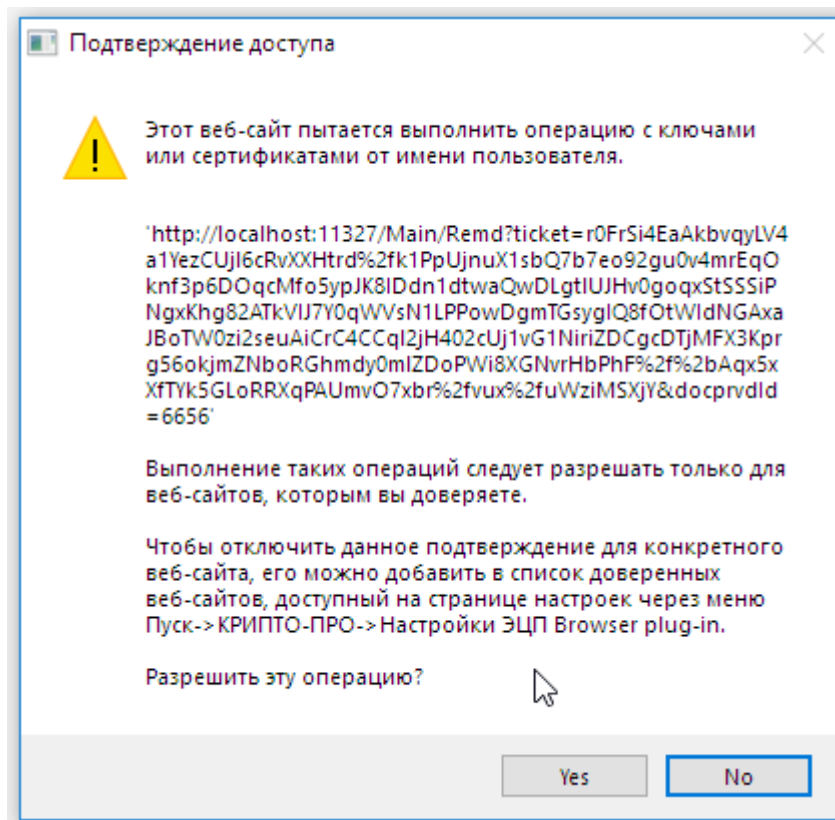 Подтверждение доступа
Этот веб-сайт пытается выполнить операцию с ключами
или сертификатами от имени пользователя.
'http://localhost:11327/Main/Remd?ticket=r0FrSi4EaAkbvqyLV4
a1YezCUjI6cRvXXHtrd%2fk1PpUjnuX1sbQ7b7eo92gu0v4mrEqO
knf3p6DOqcMfo5ypJK8IDdn1dtwaQwDLgtIUJHv0goqxStSSSiP
NgxKhg82ATkVIJ7Y0qWVsN1LPPowDgmTGsygIQ8fOtWIdNGAxa
JBoTW0zi2seuAiCrC4CCqI2jH402cUj1vG1NiriZDCgcDTjMFX3Kpr
g56okjmZNboRGhmdy0mIZDoPWi8XGNvrHbPhF%2f%2bAqx5x
XfTYk5GLoRRXqPAUmvO7xbr%2fvux%2fuWziMSXjY&docprvdId
=6656'
Выполнение таких операций следует разрешать только для
веб-сайтов, которым вы доверяете.
Чтобы отключить данное подтверждение для конкретного
веб-сайта, его можно добавить в список доверенных
веб-сайтов, доступный на странице настроек через меню
Пуск->КРИПТО-ПРО->Настройки ЭЦП Browser plug-in.
Разрешить эту операцию?
Yes
No